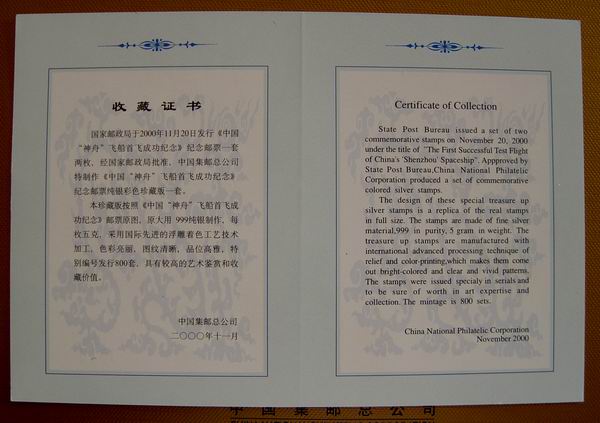 收藏证书
国家邮政局于2000年11月20日发行《中国
“神舟”飞船首飞成功纪念》纪念邮票一套
两枚，经国家邮政局批准，中国集邮总公司
特制作《中国“神舟”飞船首飞成功纪念》
纪念邮票纯银彩色珍藏版一套。
本珍藏版按照《中国“神舟”飞船首飞成
功纪念》邮票原图，原大用 999纯银制作，每
枚五克，采用国际先进的浮雕着色工艺技术
加工，色彩亮丽，图纹清晰，品位高雅，特
别编号发行800套，具有较高的艺术鉴赏和收
藏价值。
中国集邮总公司
二〇〇〇年十一月
Certificate of Collection
State Post Bureau issued a set of two
commemorative stamps on November 20, 2000
under the title of "The First Successful Test Flight
of China's 'Shenzhou' Spaceship". Appproved by
State Post Bureau,China National Philatelic
Corporation produced a set of commemorative
colored silver stamps.
The design of these special treasure up
silver stamps is a replica of the real stamps
in full size. The stamps are made of fine silver
material,999 in purity, 5 gram in weight. The
treasure up stamps are manufactured with
international advanced processing technique of
relief and color-printing,which makes them come
out bright-colored and clear and vivid patterns.
The stamps were issued specialy in serials and
to be sure of worth in art expertise and
collection. The mintage is 800 sets.
China National Philatelic Corporation
November 2000
中国集邮总公司